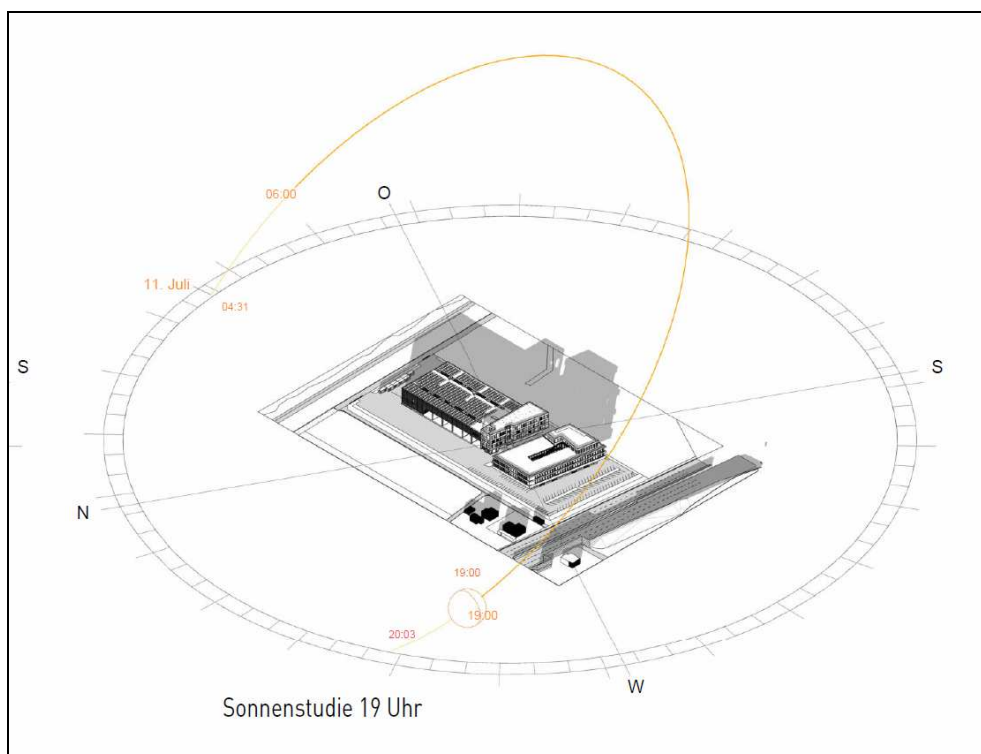 06:00
O
11. Juli
04:31
S
S
N
19:00
19:00
20:03
W
Sonnenstudie 19 Uhr